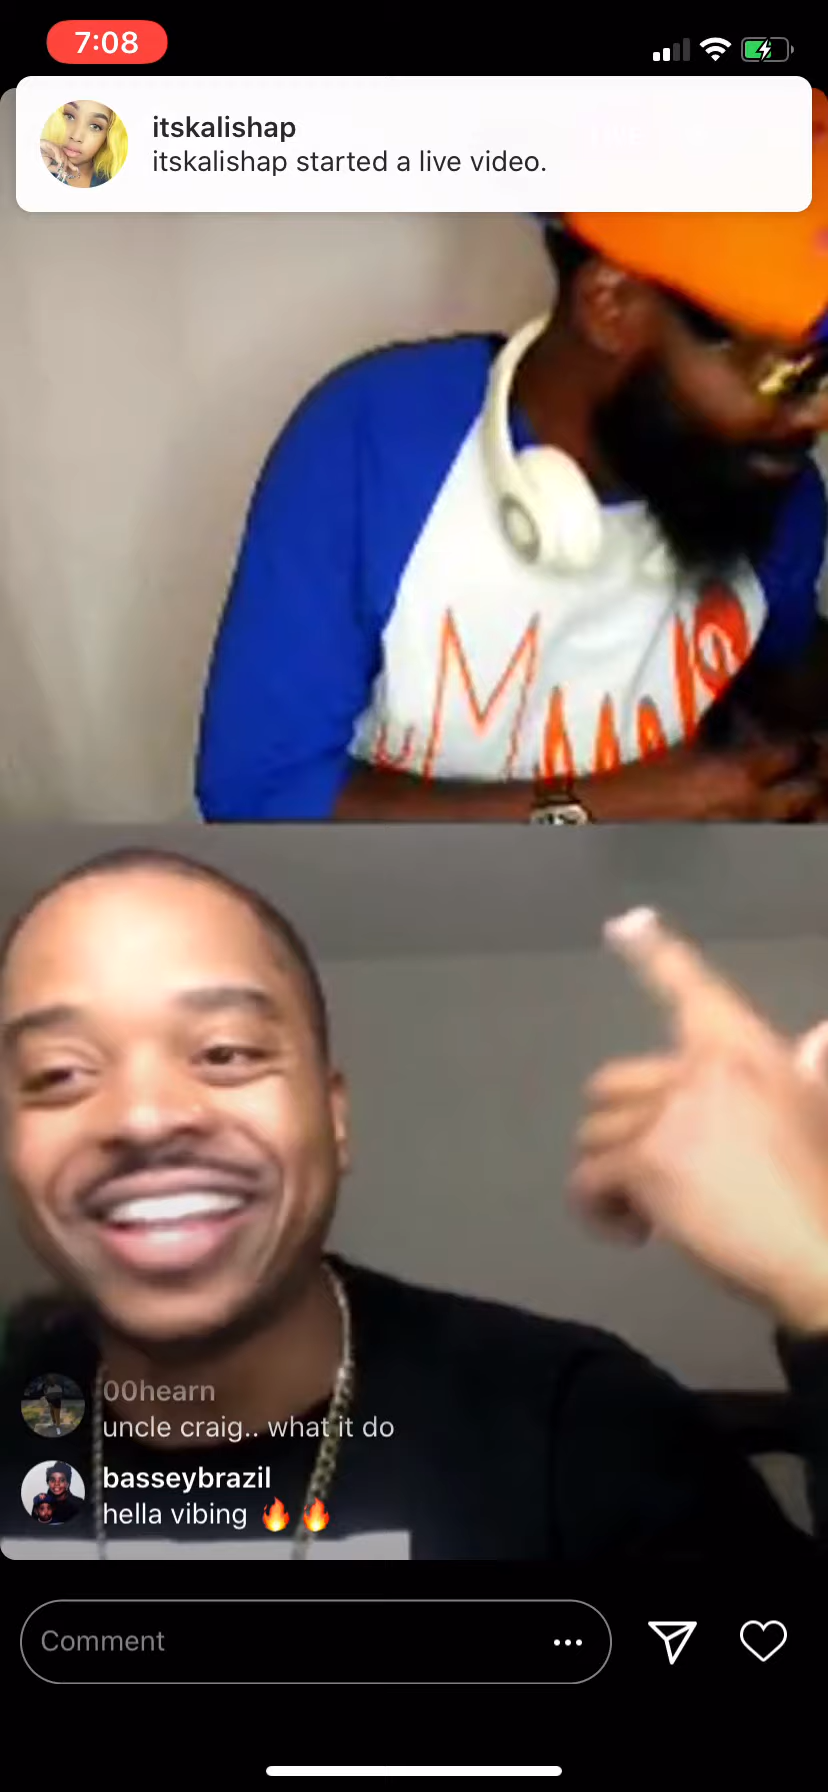 7:08
itskalishap
itskalishap started a live video.
00hearn
uncle craig.. what it do
basseybrazil
hella vibing 🔥 🔥
Comment